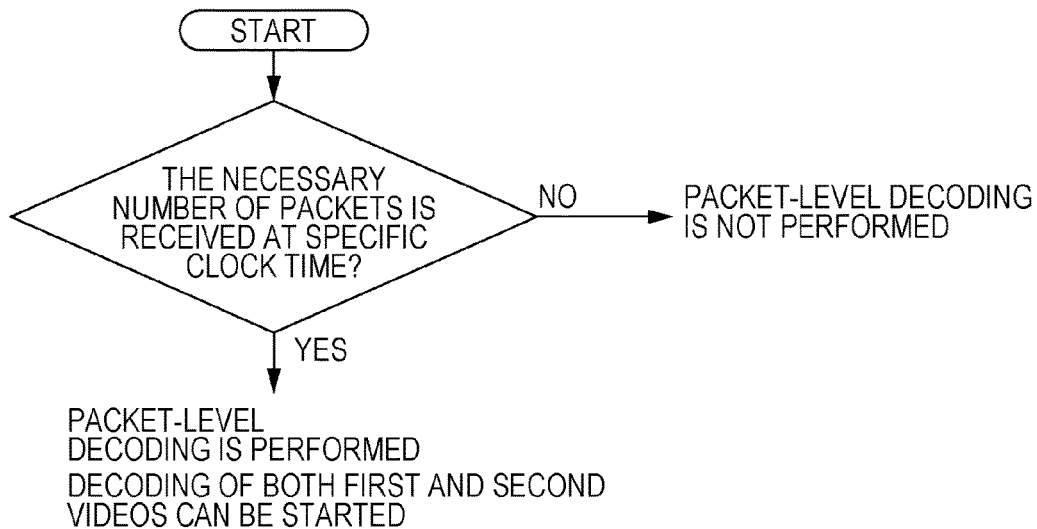 START
THE NECESSARY
NUMBER OF PACKETS IS
RECEIVED AT SPECIFIC
CLOCK TIME?
NO
PACKET-LEVEL DECODING
IS NOT PERFORMED
YES
PACKET-LEVEL
DECODING IS PERFORMED
DECODING OF BOTH FIRST AND SECOND
VIDEOS CAN BE STARTED